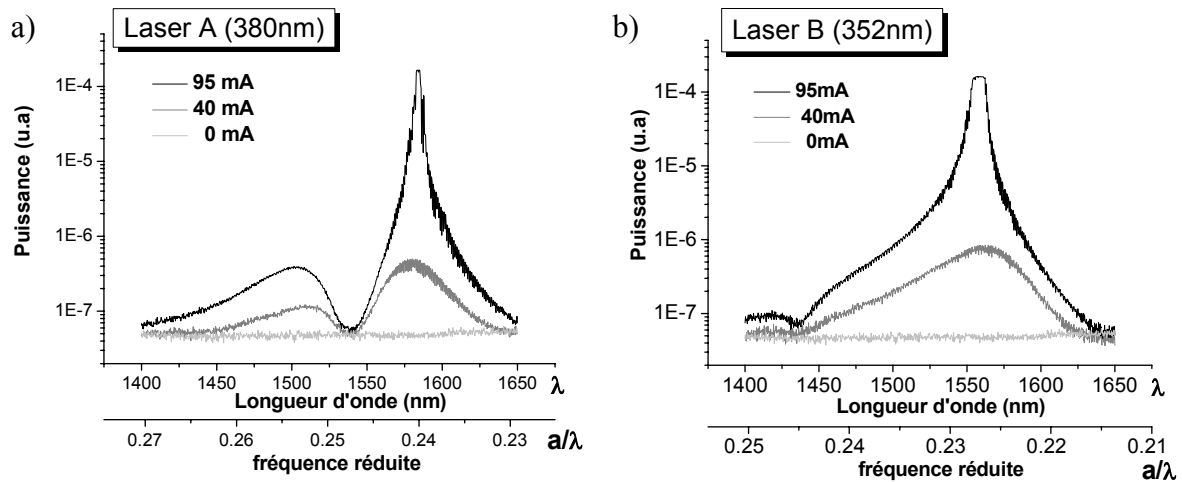 a)
Laser A (380nm)
95 mA
40 mA
0 mA
Puissance (u.a)
1E-4
1E-5
1E-6
1E-7
1400 1450 1500 1550 1600 1650 λ
Longueur d'onde (nm)
0.27 0.26 0.25 0.24 0.23 a/λ
fréquence réduite
b)
Laser B (352nm)
95mA
40mA
0mA
Puissance (u.a)
1E-4
1E-5
1E-6
1E-7
1400 1450 1500 1550 1600 1650 λ
Longueur d'onde (nm)
0.25 0.24 0.23 0.22 0.21
fréquence réduite a/λ